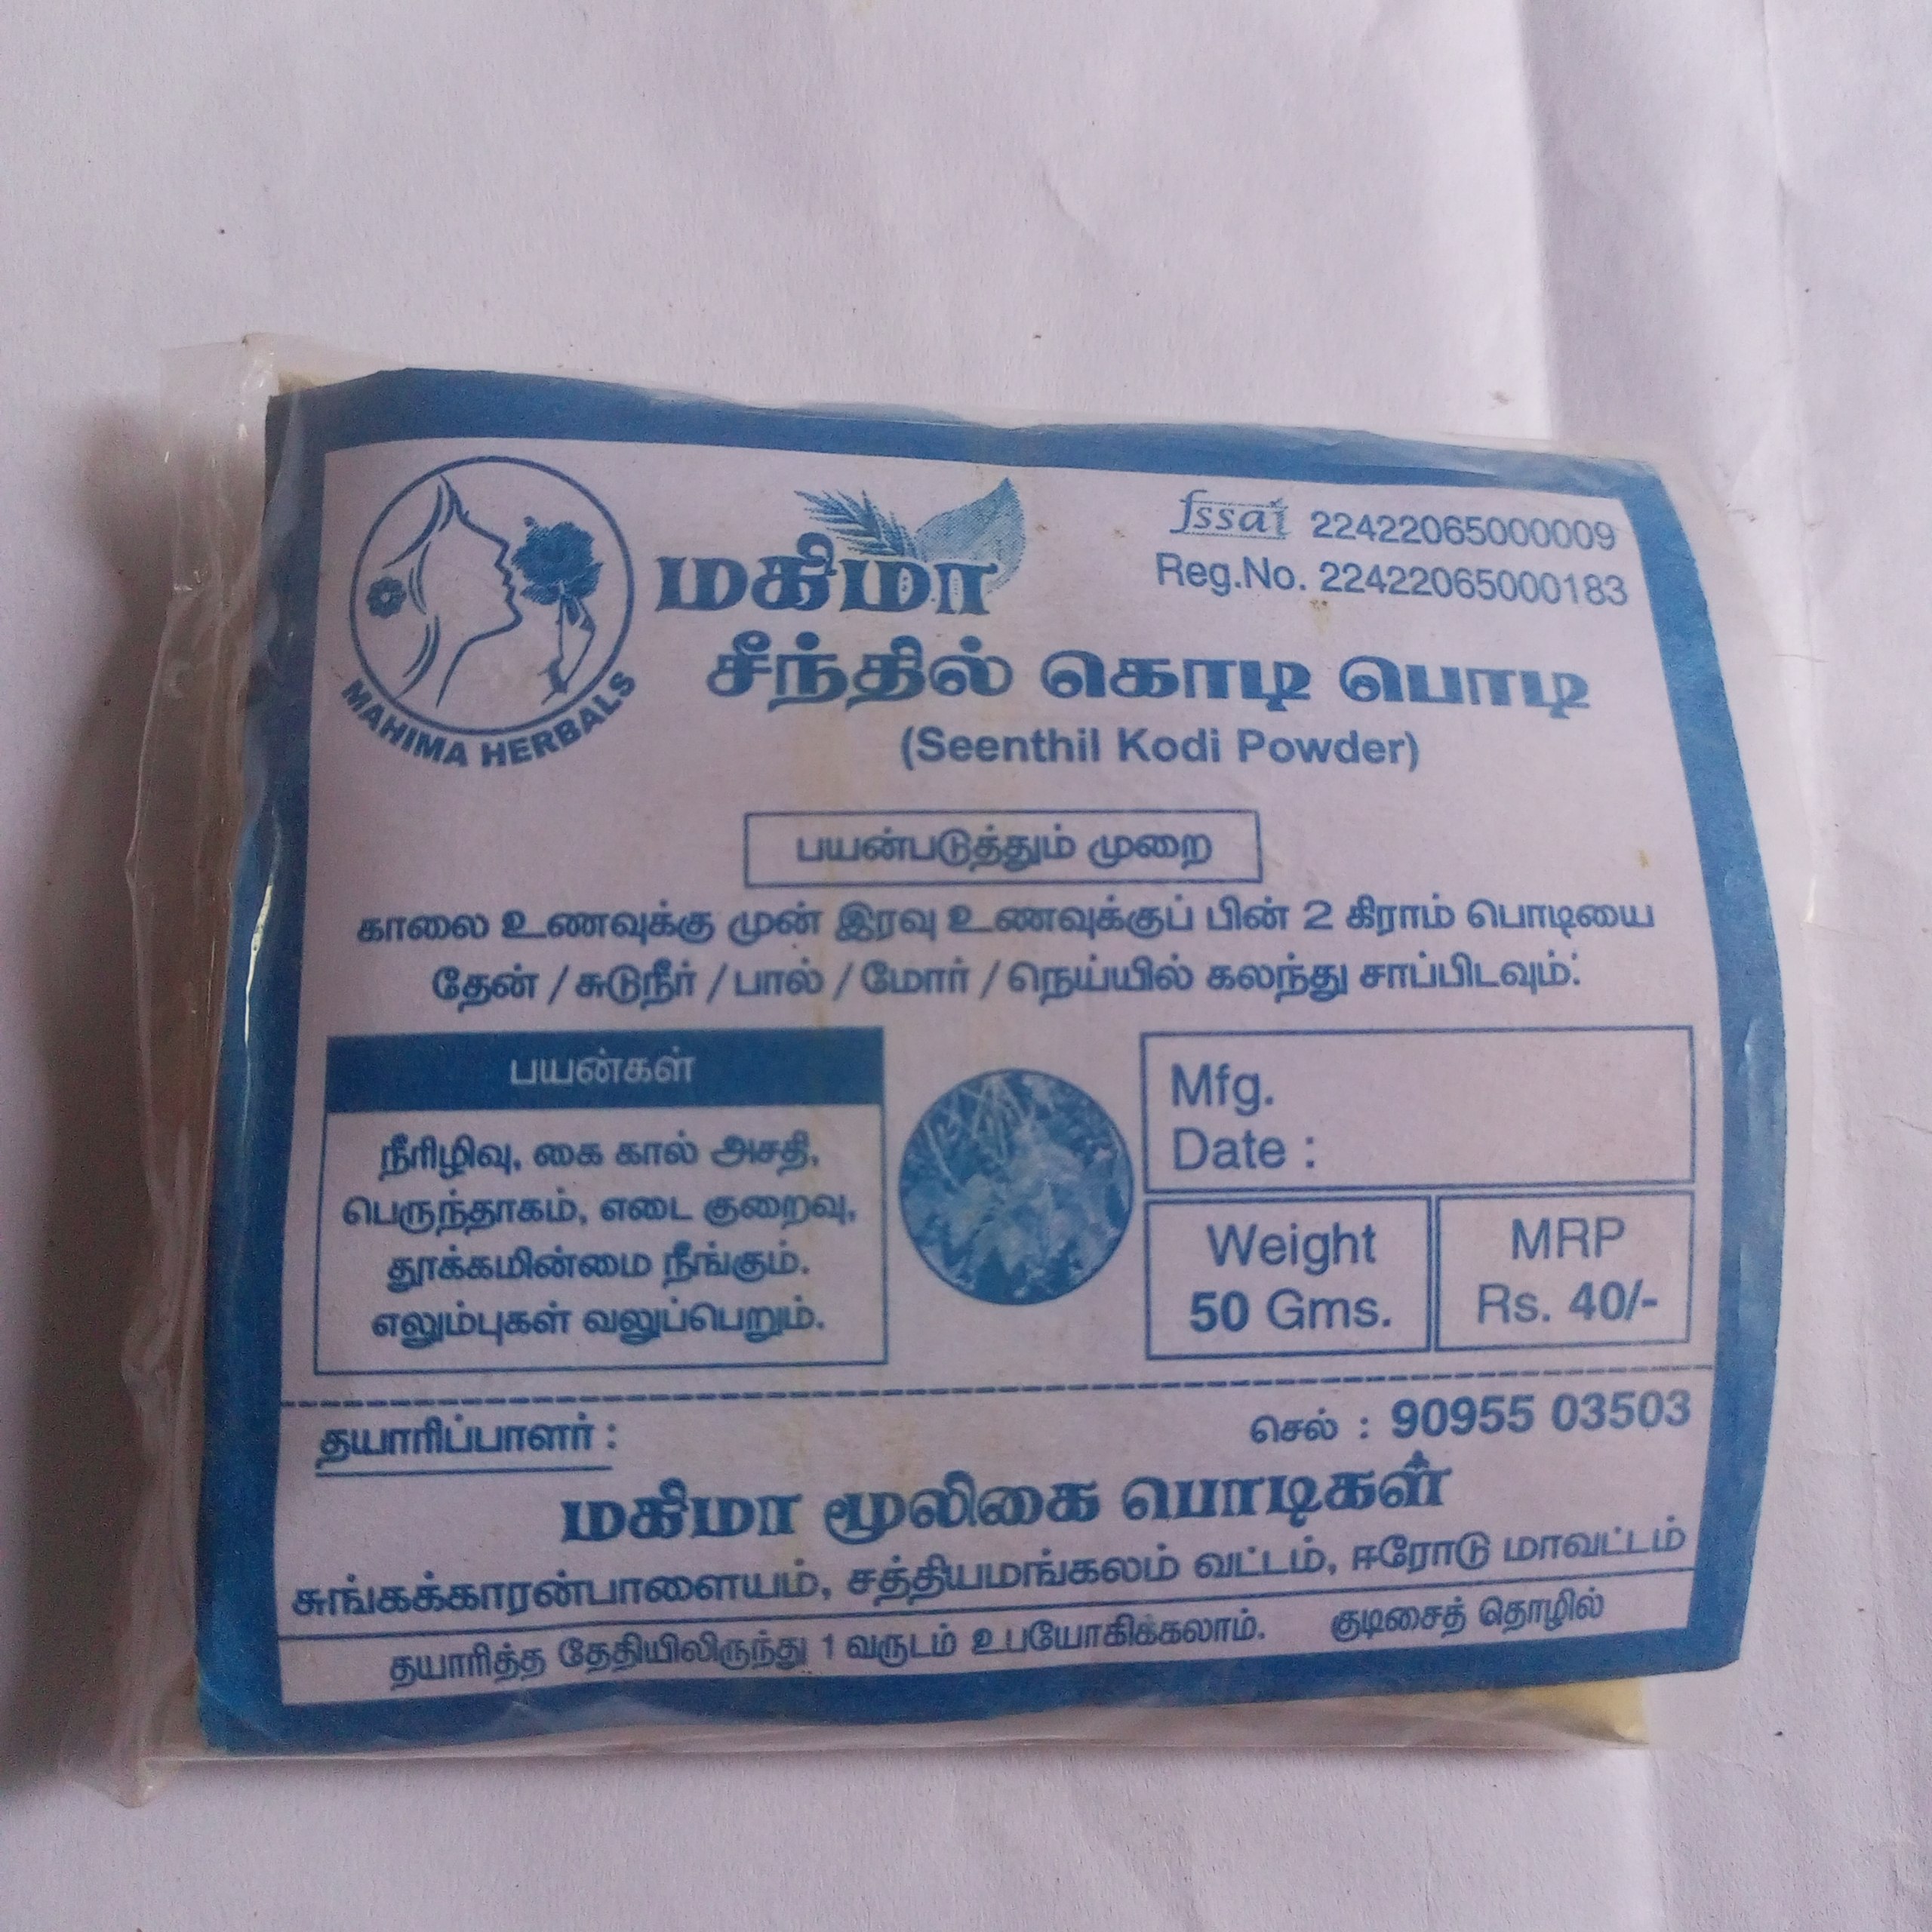 MAHIMA HERBALS
மகிமா
fssai 22422065000009
Reg.No. 22422065000183
சீந்தில் கொடி பொடி
(Seenthil Kodi Powder)
பயன்படுத்தும் முறை
காலை உணவுக்கு முன் இரவு உணவுக்குப் பின் 2 கிராம் பொடியை
தேன் / சுடுநீர் / பால் / மோர் / நெய்யில் கலந்து சாப்பிடவும்.
பயன்கள்
நீரிழிவு, கை கால் அசதி,
பெருந்தாகம், எடை குறைவு,
தூக்கமின்மை நீங்கும்.
எலும்புகள் வலுப்பெறும்.
Mfg.
Date :
Weight
50 Gms.
MRP
Rs. 40/-
தயாரிப்பாளர் :
செல் : 90955 03503
மகிமா மூலிகை பொடிகள்
சுங்கக்காரன்பாளையம், சத்தியமங்கலம் வட்டம், ஈரோடு மாவட்டம்
தயாரித்த தேதியிலிருந்து 1 வருடம் உபயோகிக்கலாம். குடிசைத் தொழில்